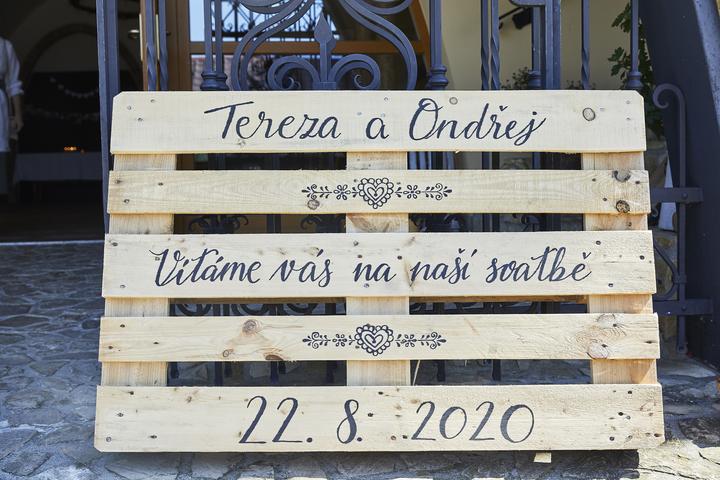 Tereza a Ondřej
Vítáme vás na naší svatbě
22. 8. 2020